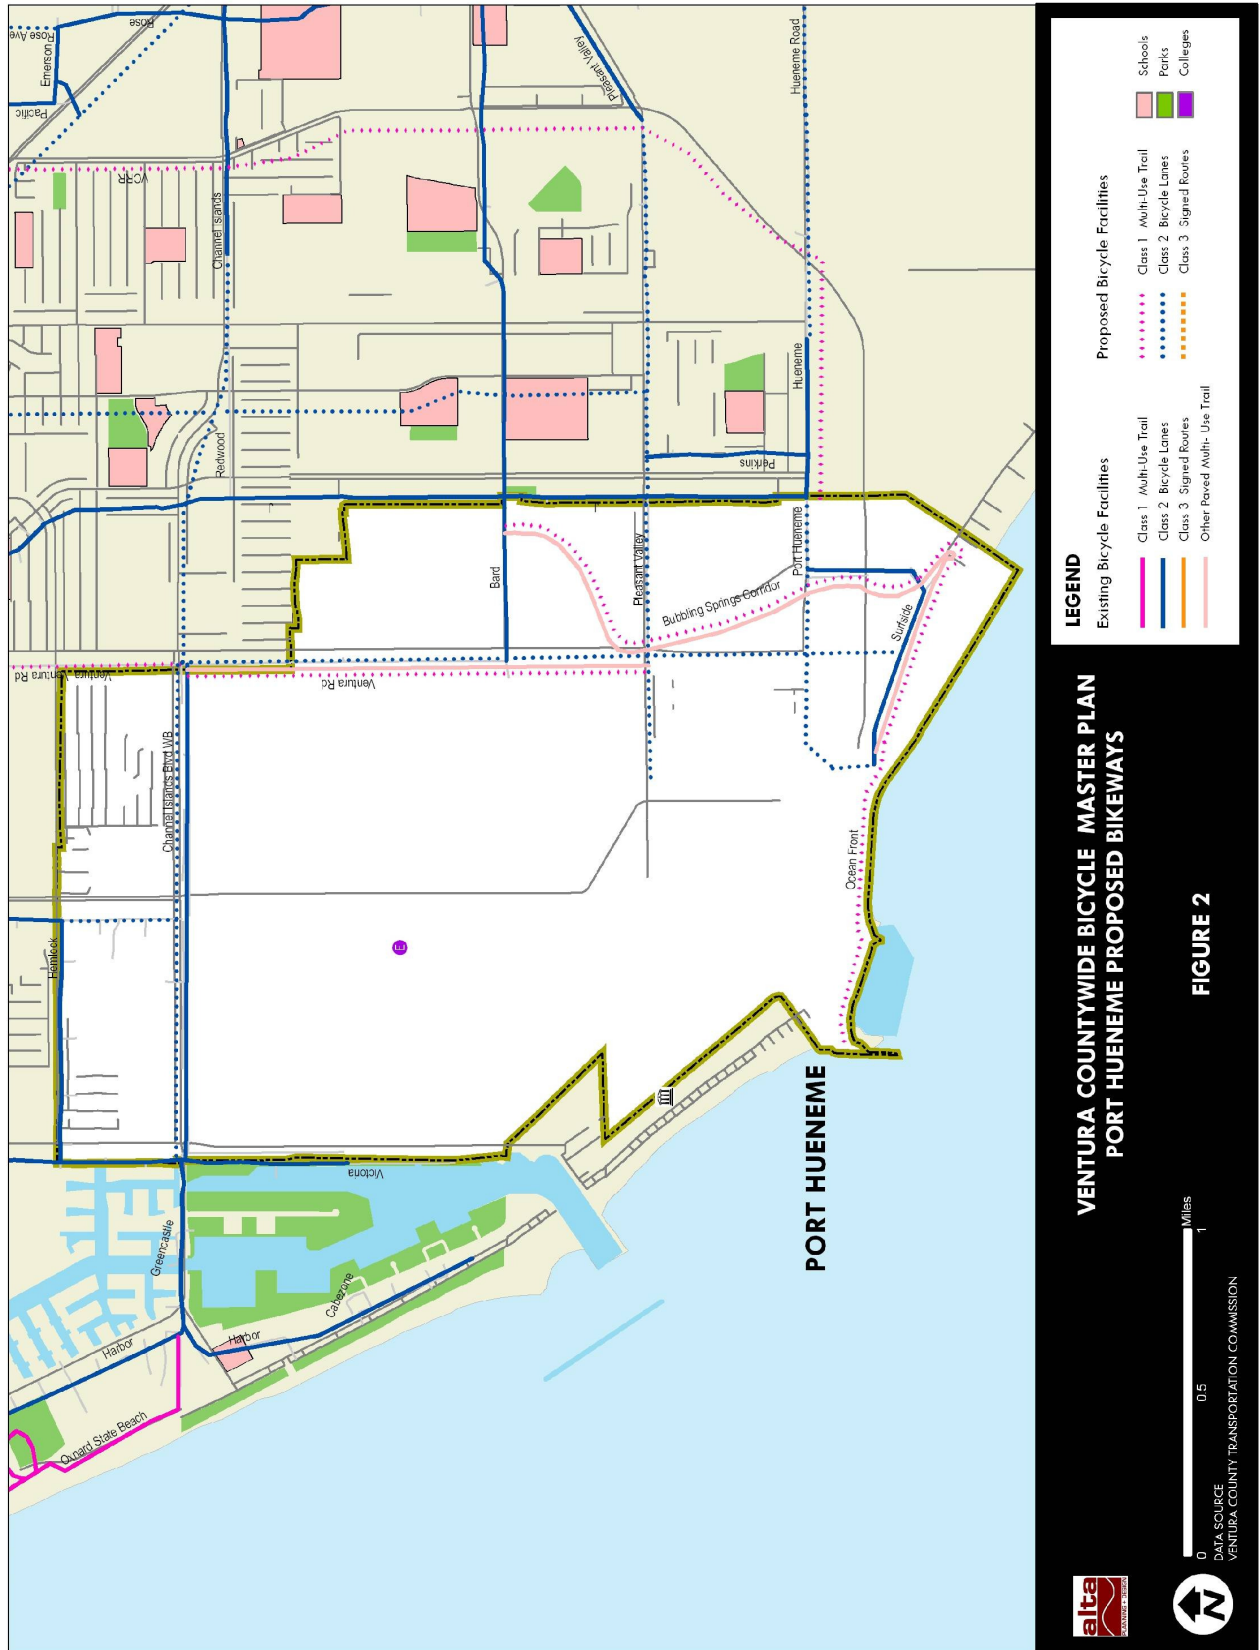 Rose Ave
Rose
Emerson
Pacific
VCRR
Channel Islands
Pleasant Valley
Hueneme Road
Redwood
Hueneme
Perkins
Ventura Rd
Ventura
Bard
Pleasant Valley
Port Hueneme
Bubbling Springs Corridor
Surfside
Ventura Rd
Channel Islands Blvd WB
Hemlock
Ocean Front
E
Victoria
Greencastle
Cabezone
Harbor
Harbor
Oxnard State Beach
PORT HUENEME
LEGEND
Existing Bicycle Facilities
Class 1 Multi-Use Trail
Class 2 Bicycle Lanes
Class 3 Signed Routes
Other Paved Multi- Use Trail
Proposed Bicycle Facilities
Class 1 Multi-Use Trail
Class 2 Bicycle Lanes
Class 3 Signed Routes
Schools
Parks
Colleges
VENTURA COUNTYWIDE BICYCLE MASTER PLAN
PORT HUENEME PROPOSED BIKEWAYS
FIGURE 2
alta
PLANNING + DESIGN
N
0 0.5 1
Miles
DATA SOURCE
VENTURA COUNTY TRANSPORTATION COMMISSION